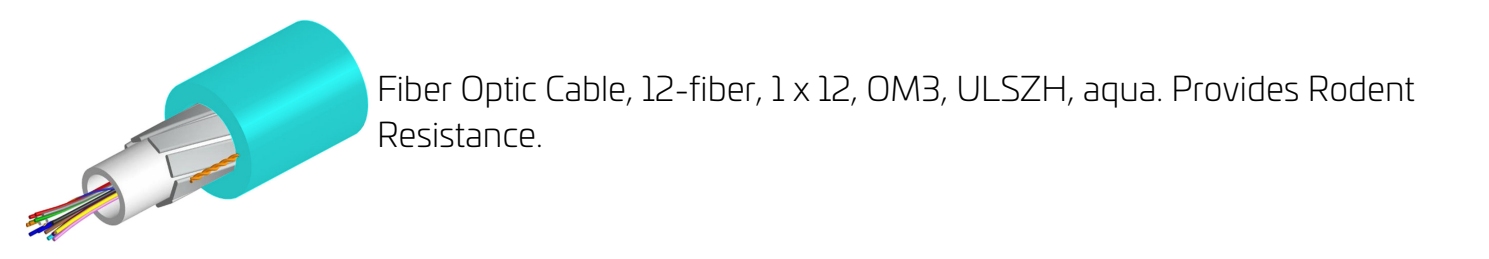 Fiber Optic Cable, 12-fiber, 1 x 12, OM3, ULSZH, aqua. Provides Rodent
Resistance.